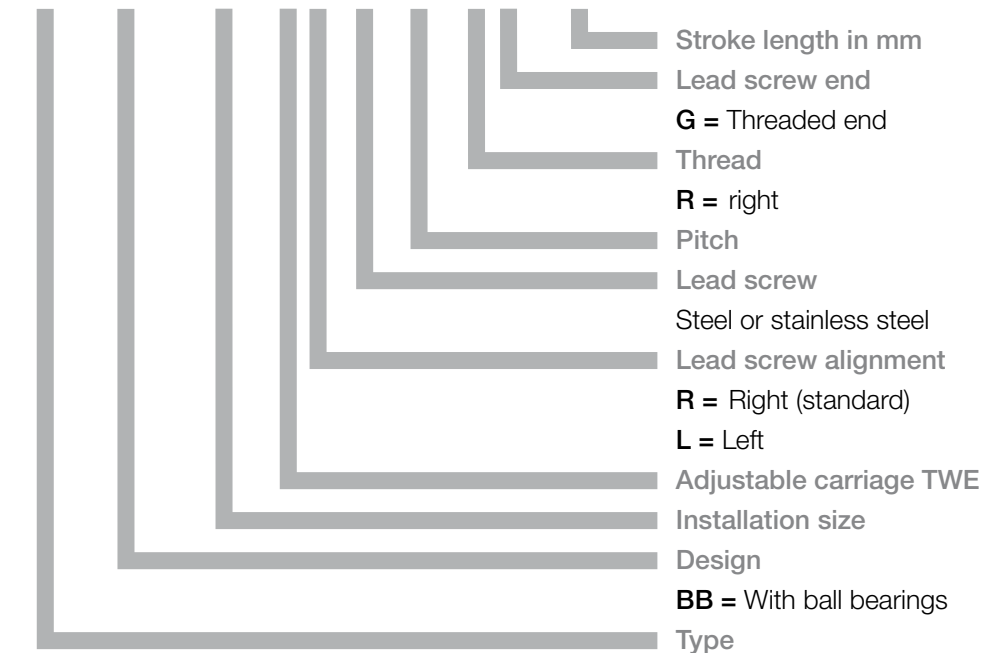 Stroke length in mm
Lead screw end
G = Threaded end
Thread
R = right
Pitch
Lead screw
Steel or stainless steel
Lead screw alignment
R = Right (standard)
L = Left
Adjustable carriage TWE
Installation size
Design
BB = With ball bearings
Type